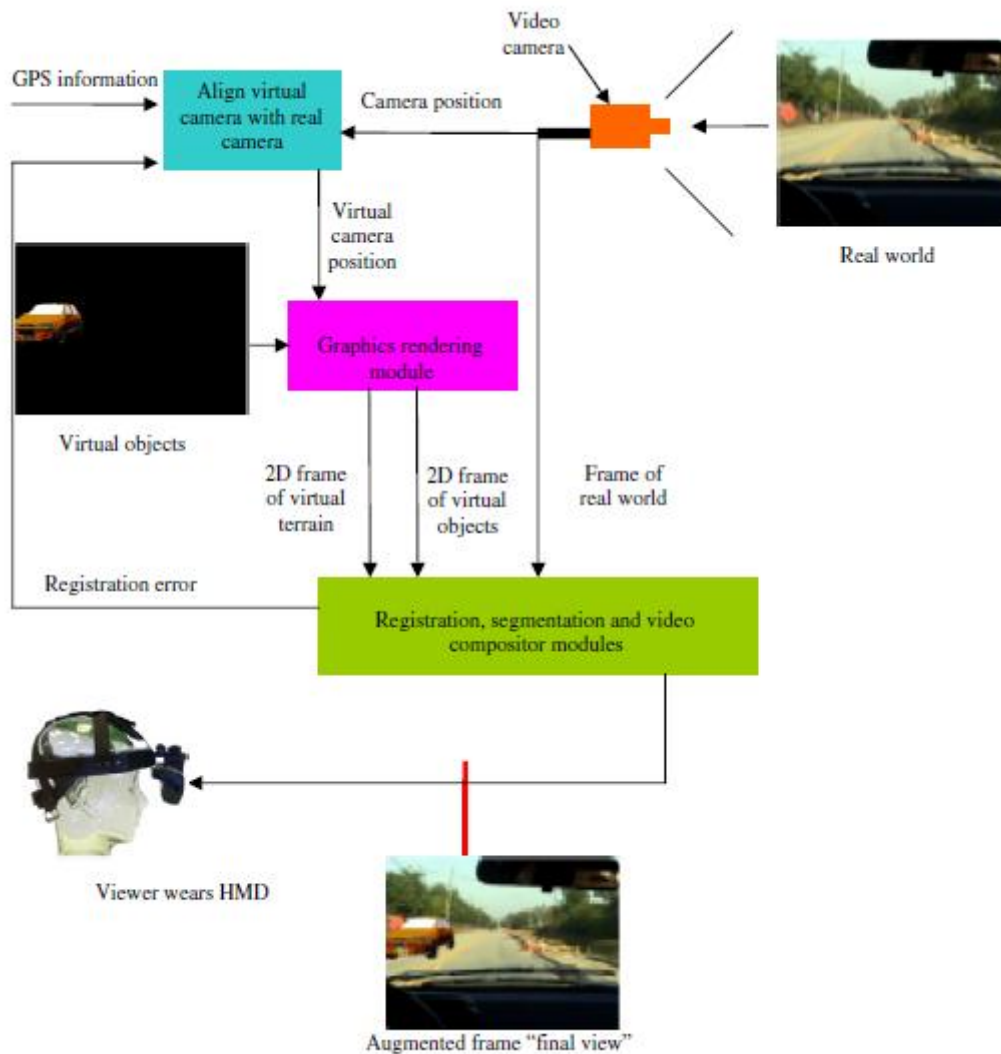 Video
camera
GPS information
Align virtual
camera with real
camera
Camera position
Virtual
camera
position
Real world
Graphics rendering
module
Virtual objects
2D frame
of virtual
terrain
2D frame
of virtual
objects
Frame of
real world
Registration error
Registration, segmentation and video
compositor modules
Viewer wears HMD
Augmented frame “final view”